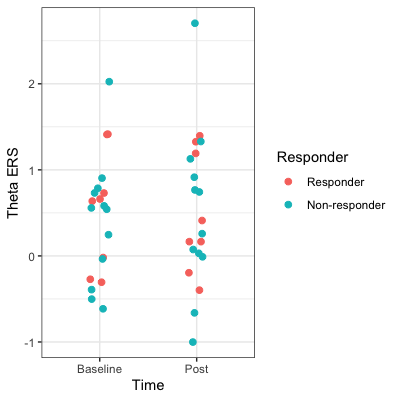 Theta ERS
2
1
0
-1
Baseline
Post
Time
Responder
Responder
Non-responder